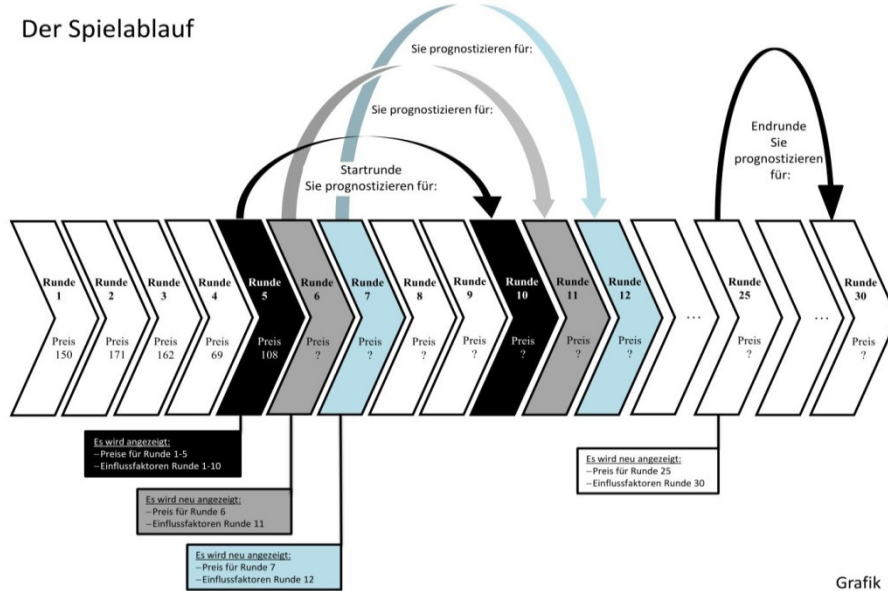 Der Spielablauf
Sie prognostizieren für:
Sie prognostizieren für:
Startrunde
Sie prognostizieren für:
Endrunde
Sie
prognostizieren
für:
Runde
1
Preis
150
Runde
2
Preis
171
Runde
3
Preis
162
Runde
4
Preis
69
Runde
5
Preis
108
Runde
6
Preis
?
Runde
7
Preis
?
Runde
8
Preis
?
Runde
9
Preis
?
Runde
10
Preis
?
Runde
11
Preis
?
Runde
12
Preis
?
...
Runde
25
Preis
?
...
Runde
30
Preis
?
Es wird angezeigt:
–Preise für Runde 1-5
–Einflussfaktoren Runde 1-10
Es wird neu angezeigt:
–Preis für Runde 6
–Einflussfaktoren Runde 11
Es wird neu angezeigt:
–Preis für Runde 7
–Einflussfaktoren Runde 12
Es wird neu angezeigt:
–Preis für Runde 25
–Einflussfaktoren Runde 30
Grafik